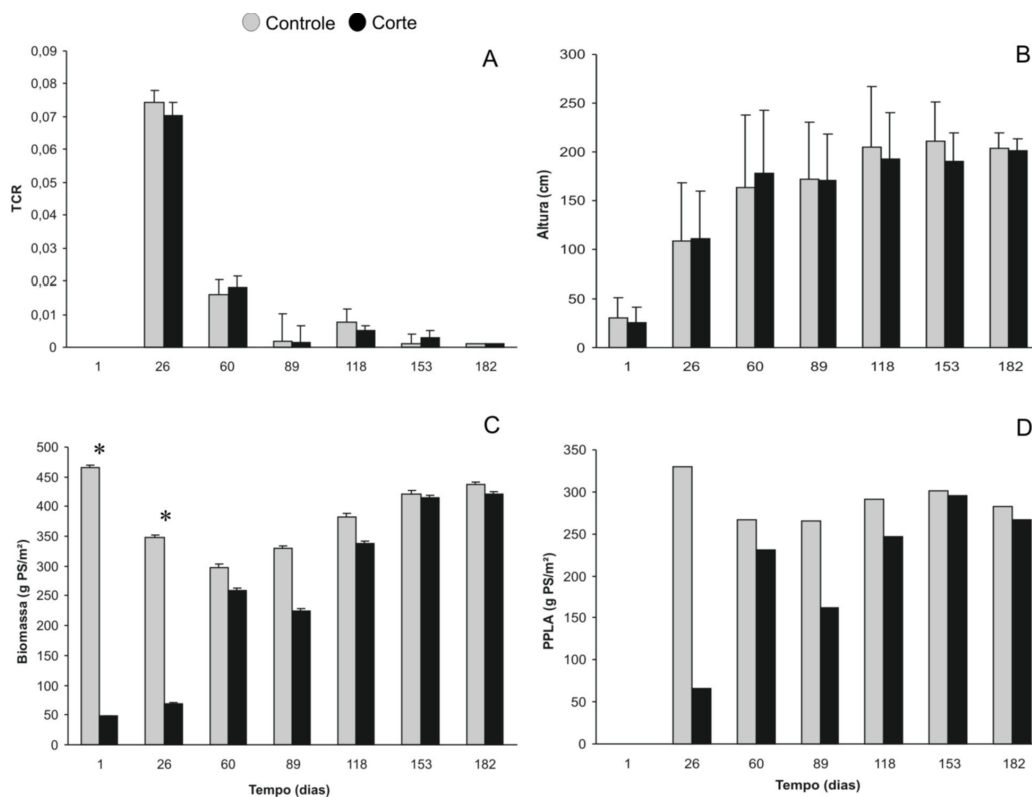 Controle Corte
A
0,09
0,08
0,07
0,06
0,05
0,04
0,03
0,02
0,01
0
TCR
1 26 60 89 118 153 182
B
300
250
200
150
100
50
0
Altura (cm)
1 26 60 89 118 153 182
C
500
450
400
350
300
250
200
150
100
50
0
Biomassa (g PS/m²)
*
*
1 26 60 89 118 153 182
Tempo (dias)
D
350
300
250
200
150
100
50
0
PPLA (g PS/m²)
1 26 60 89 118 153 182
Tempo (dias)